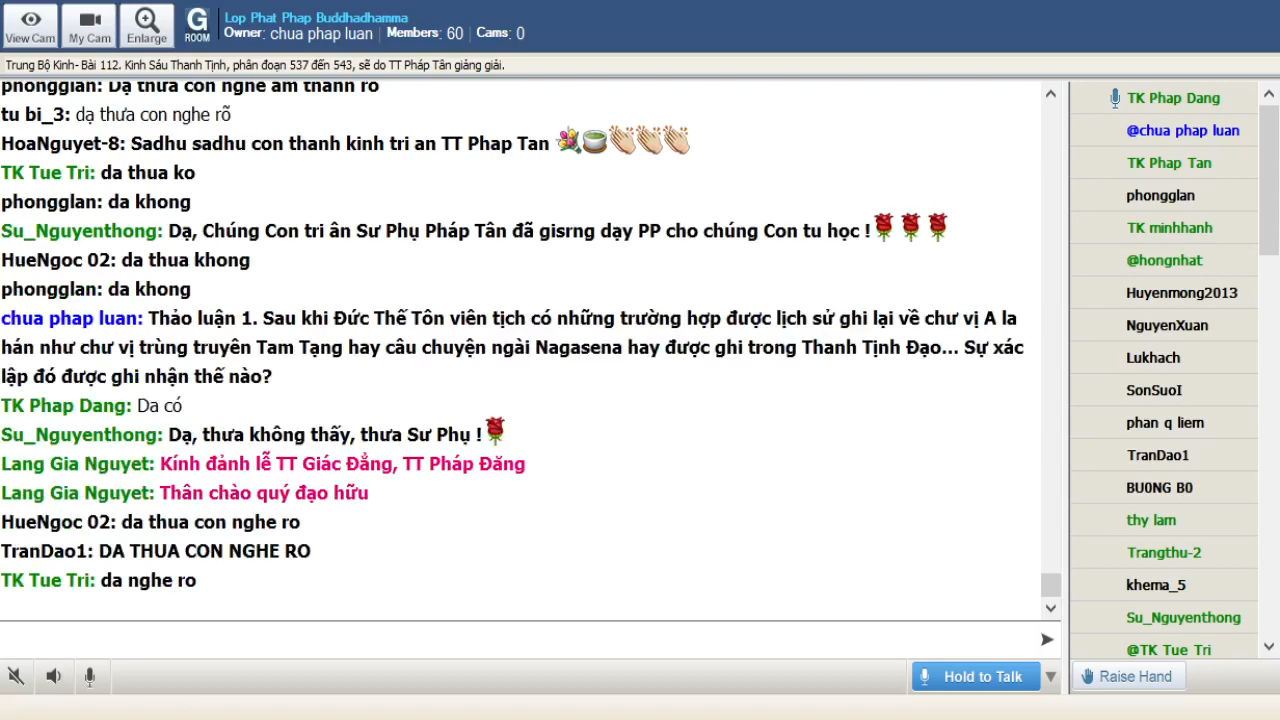 View Cam
My Cam
Enlarge
G
ROOM
Lop Phat Phap Buddhadhamma
Owner: chua phap luan | Members: 60 | Cams: 0
Trung Bộ Kinh- Bài 112. Kinh Sáu Thanh Tịnh, phân đoạn 537 đến 543, sẽ do TT Pháp Tân giảng giải.
phongglan: Dạ thưa con nghe âm thanh rõ
tu bi_3: dạ thưa con nghe rõ
HoaNguyet-8: Sadhu sadhu con thanh kinh tri an TT Phap Tan
TK Tue Tri: da thua ko
phongglan: da khong
Su_Nguyenthong: Dạ, Chúng Con tri ân Sư Phụ Pháp Tân đã gisrng dạy PP cho chúng Con tu học !
HueNgoc 02: da thua khong
phongglan: da khong
chua phap luan: Thảo luận 1. Sau khi Đức Thế Tôn viên tịch có những trường hợp được lịch sử ghi lại về chư vị A la
hán như chư vị trùng truyên Tam Tạng hay câu chuyện ngài Nagasena hay được ghi trong Thanh Tịnh Đạo... Sự xác
lập đó được ghi nhận thế nào?
TK Phap Dang: Da có
Su_Nguyenthong: Dạ, thưa không thấy, thưa Sư Phụ !
Lang Gia Nguyet: Kính đảnh lễ TT Giác Đẳng, TT Pháp Đăng
Lang Gia Nguyet: Thân chào quý đạo hữu
HueNgoc 02: da thua con nghe ro
TranDao1: DA THUA CON NGHE RO
TK Tue Tri: da nghe ro
Hold to Talk
TK Phap Dang
@chua phap luan
TK Phap Tan
phongglan
TK minhhanh
@hongnhat
Huyenmong2013
NguyenXuan
Lukhach
SonSuoI
phan q liem
TranDao1
BU0NG B0
thy lam
Trangthu-2
khema_5
Su_Nguyenthong
@TK Tue Tri
Raise Hand